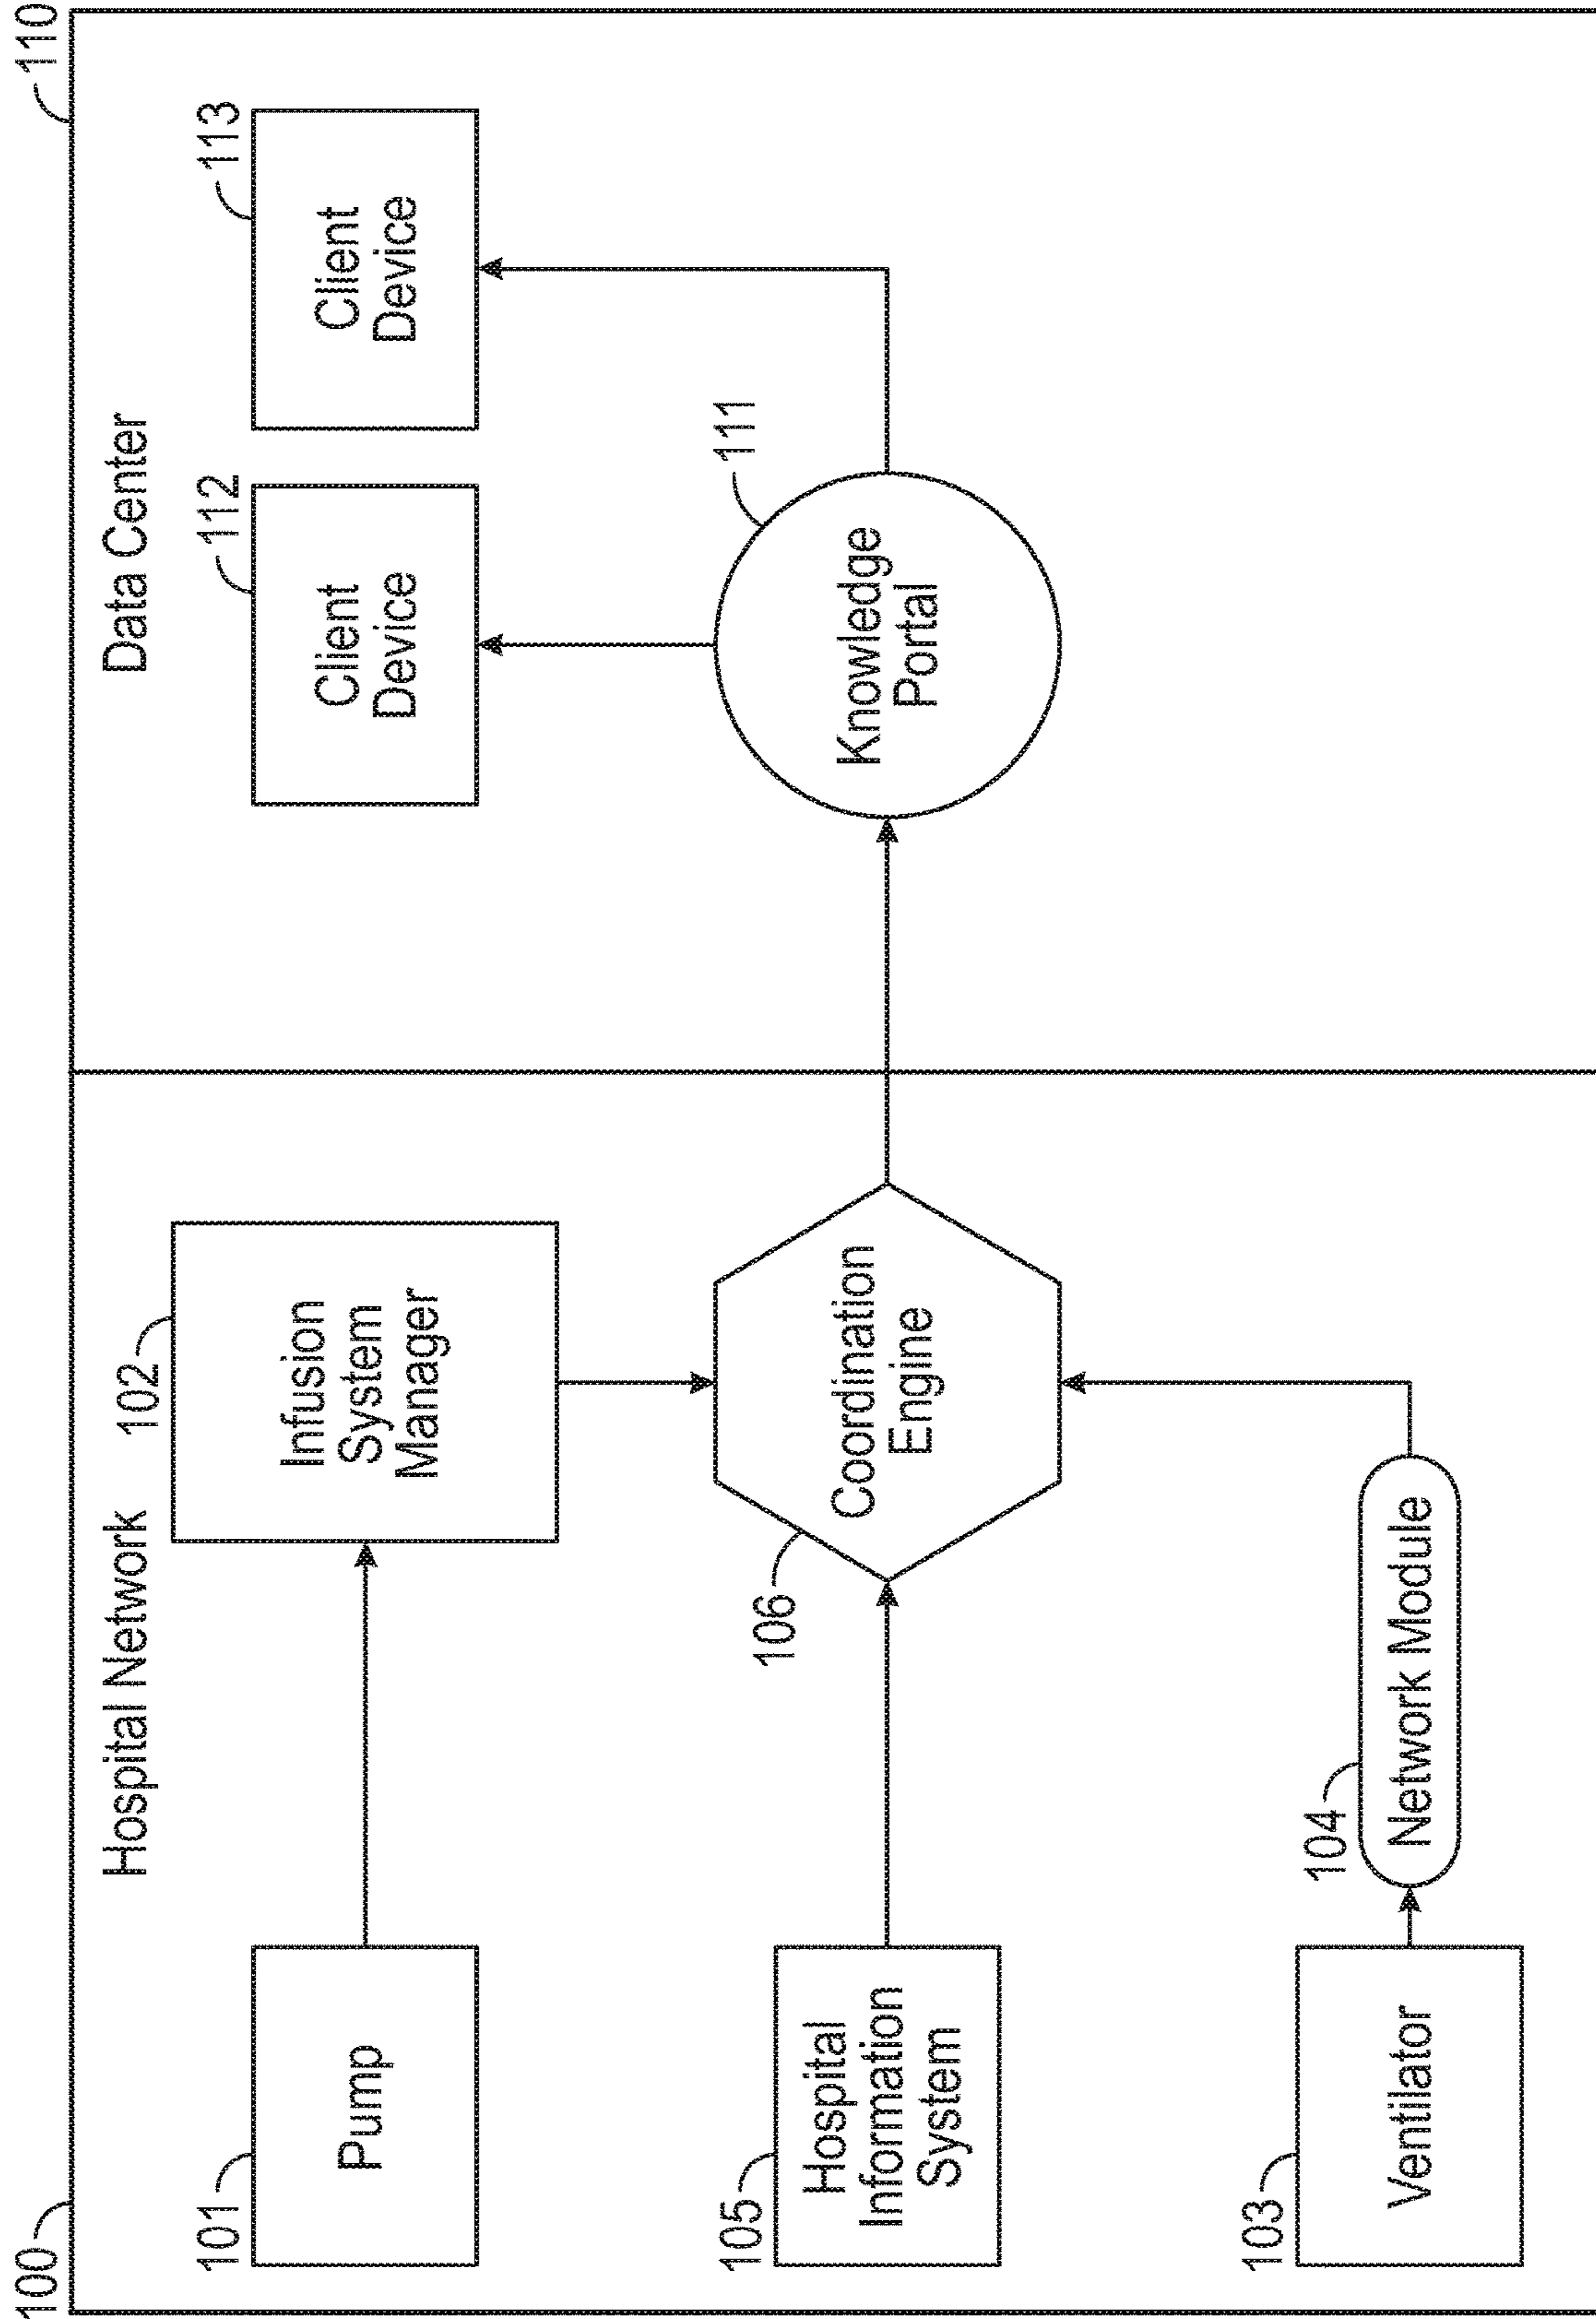 100
110
Hospital Network
Data Center
101
Pump
102
Infusion
System
Manager
112
Client
Device
113
Client
Device
105
Hospital
Information
System
106
Coordination
Engine
111
Knowledge
Portal
103
Ventilator
104
Network Module